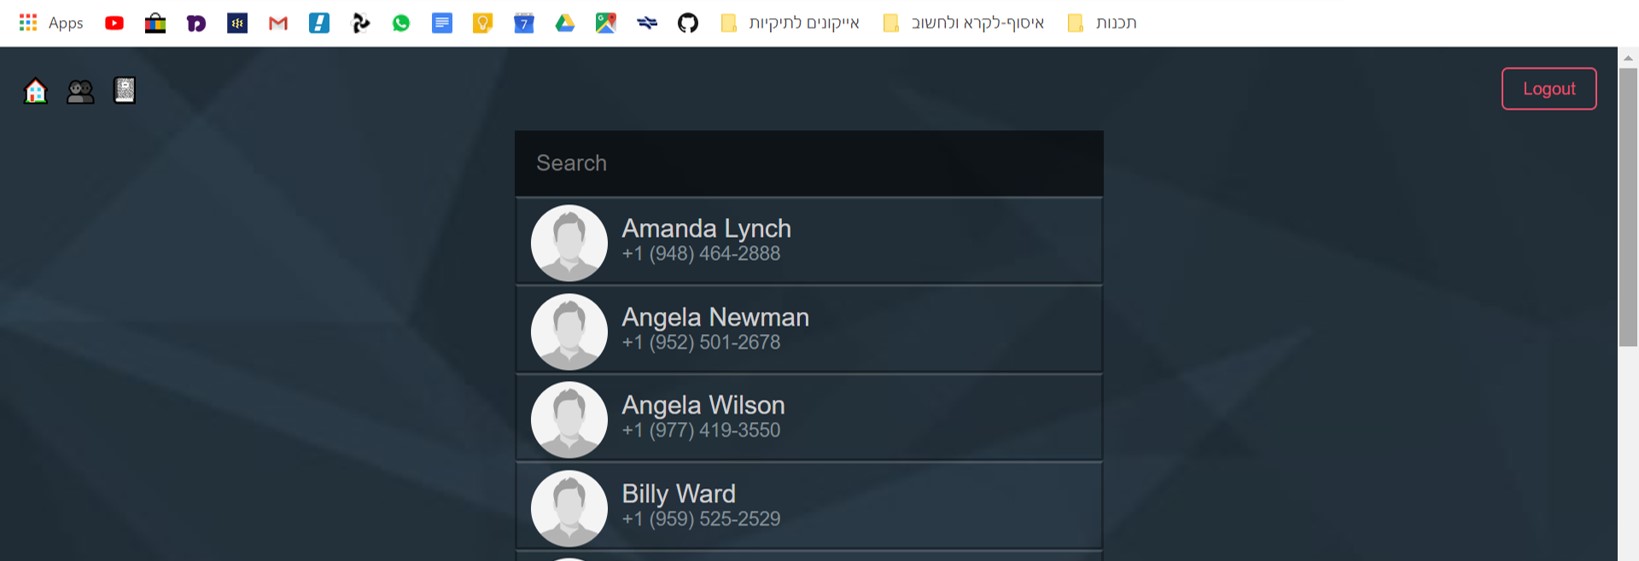 Apps
7
אייקונים לתיקיות
איסוף-לקרא ולחשוב
תכנות
Logout
Search
Amanda Lynch
+1 (948) 464-2888
Angela Newman
+1 (952) 501-2678
Angela Wilson
+1 (977) 419-3550
Billy Ward
+1 (959) 525-2529